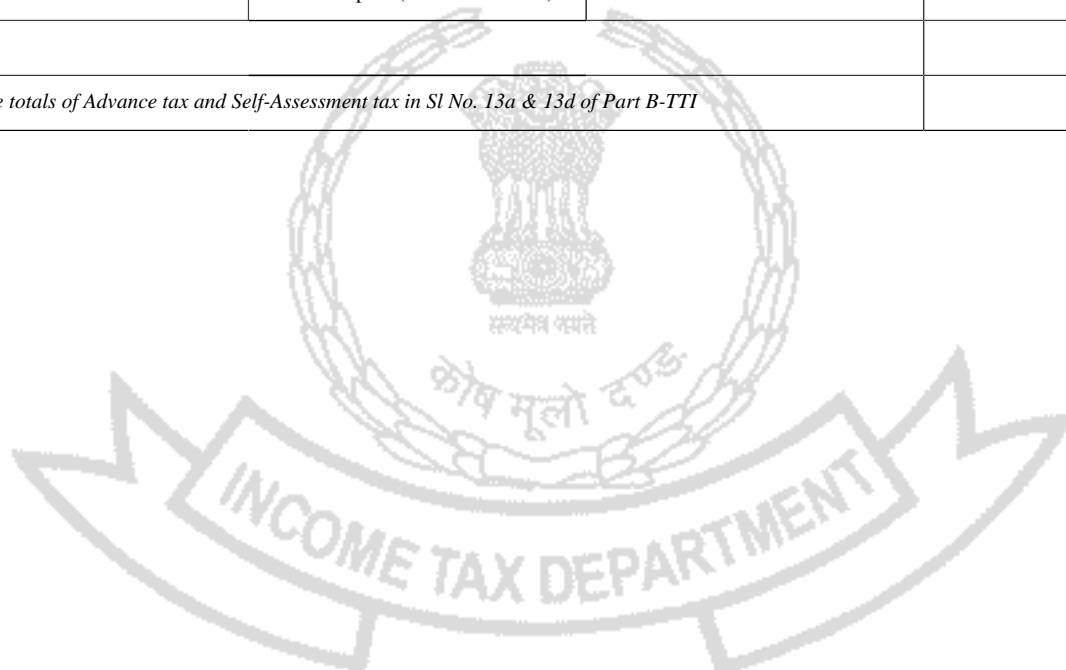 e totals of Advance tax and Self-Assessment tax in Sl No. 13a & 13d of Part B-TTI
सत्यमेव जयते
कोष मूलो दण्ड
INCOME TAX DEPARTMENT